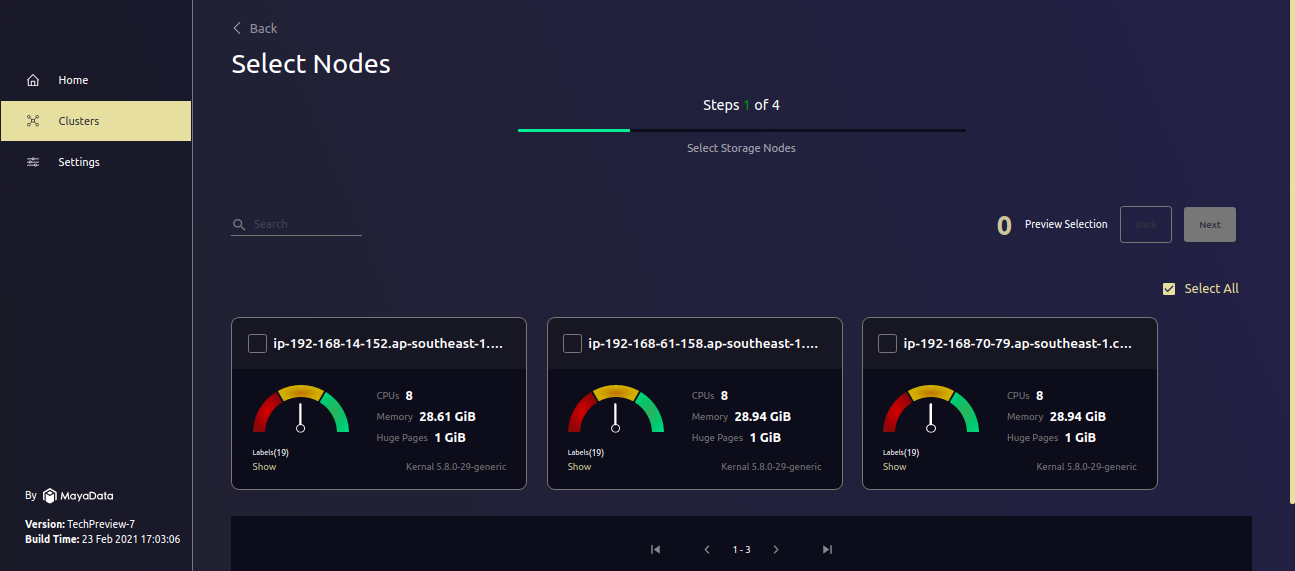 Back
Select Nodes
Home
Clusters
Settings
Steps 1 of 4
Select Storage Nodes
Search
0 Preview Selection Back Next
Select All
ip-192-168-14-152.ap-southeast-1....
CPUs 8
Memory 28.61 GiB
Huge Pages 1 GiB
Labels(19)
Show
Kernal 5.8.0-29-generic
ip-192-168-61-158.ap-southeast-1....
CPUs 8
Memory 28.94 GiB
Huge Pages 1 GiB
Labels(19)
Show
Kernal 5.8.0-29-generic
ip-192-168-70-79.ap-southeast-1.c...
CPUs 8
Memory 28.94 GiB
Huge Pages 1 GiB
Labels(19)
Show
Kernal 5.8.0-29-generic
By MayaData
Version: TechPreview-7
Build Time: 23 Feb 2021 17:03:06
1 - 3